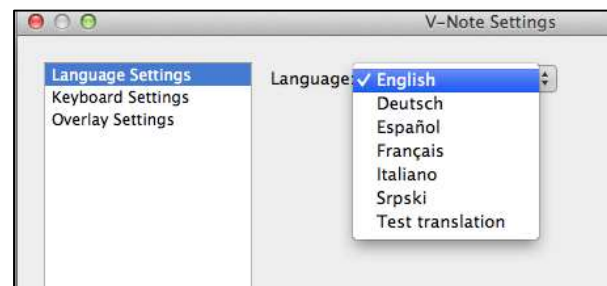 V-Note Settings
Language Settings
Keyboard Settings
Overlay Settings
Language: ✓ English
Deutsch
Español
Français
Italiano
Srpski
Test translation